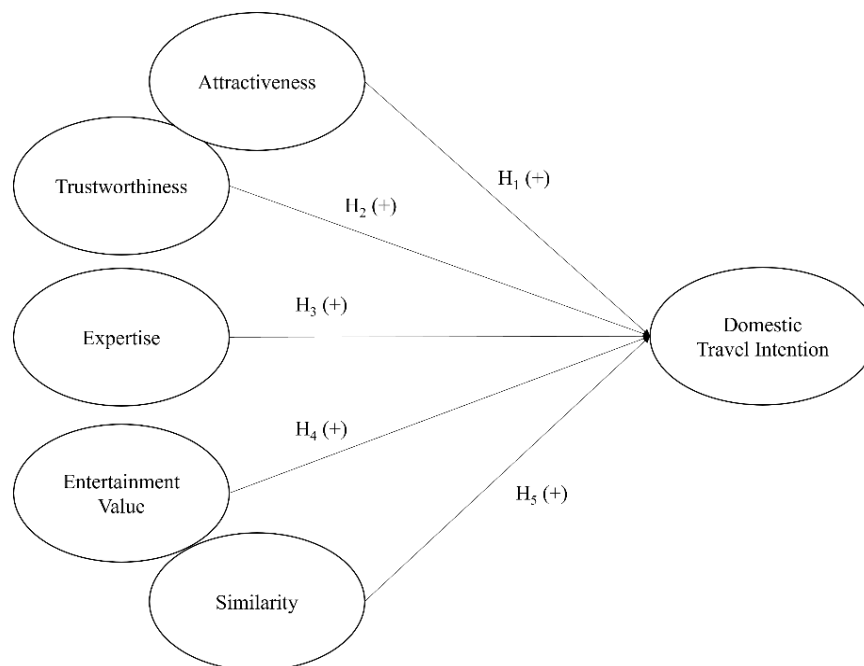 Attractiveness
H₁ (+)
Trustworthiness
H₂ (+)
H₃ (+)
Expertise
Domestic
Travel Intention
H₄ (+)
Entertainment
Value
H₅ (+)
Similarity